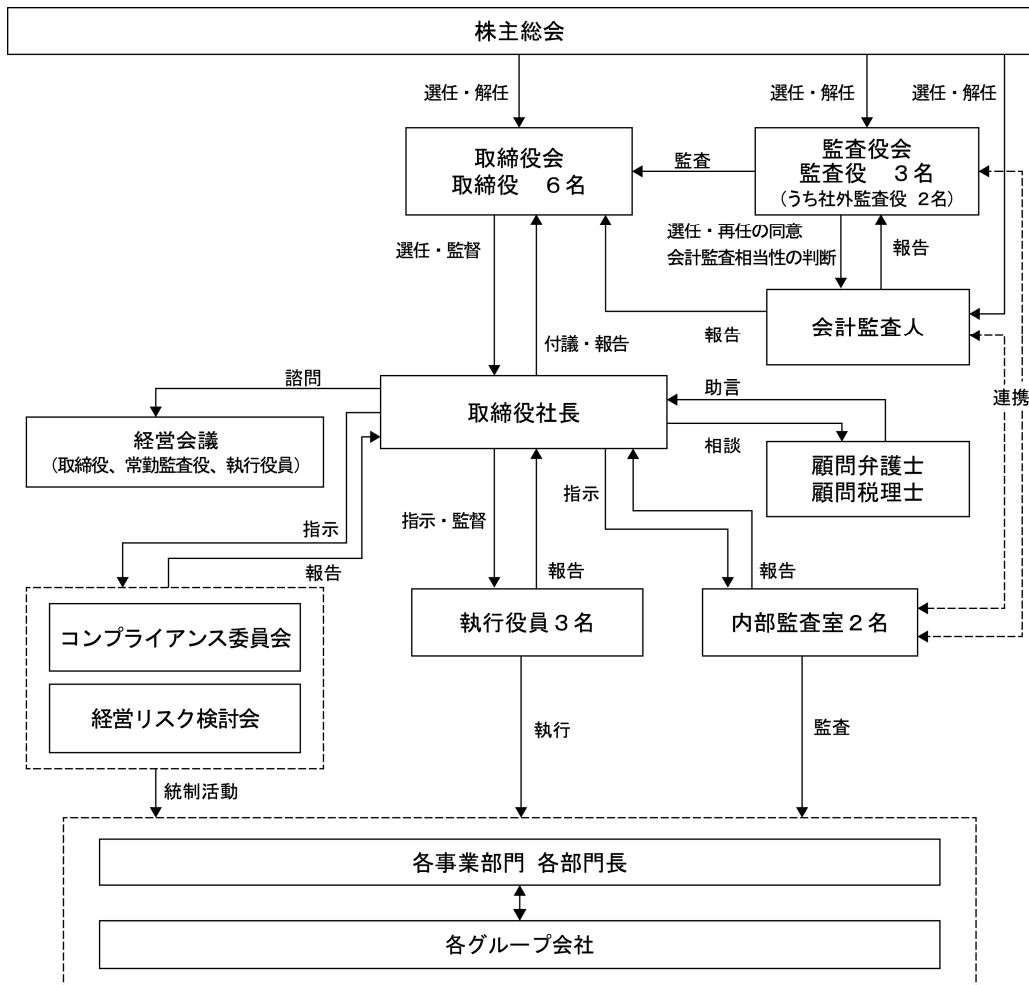 株主総会
選任・解任
選任・解任
選任・解任
取締役会
取締役 6名
監査
監査役会
監査役 3名
(うち社外監査役 2名)
選任・監督
選任・再任の同意
会計監査相当性の判断
報告
会計監査人
報告
付議・報告
連携
諮問
取締役社長
助言
経営会議
(取締役、常勤監査役、執行役員)
相談
顧問弁護士
顧問税理士
指示
報告
指示・監督
報告
指示
報告
コンプライアンス委員会
経営リスク検討会
執行役員3名
内部監査室2名
統制活動
執行
監査
各事業部門 各部門長
各グループ会社